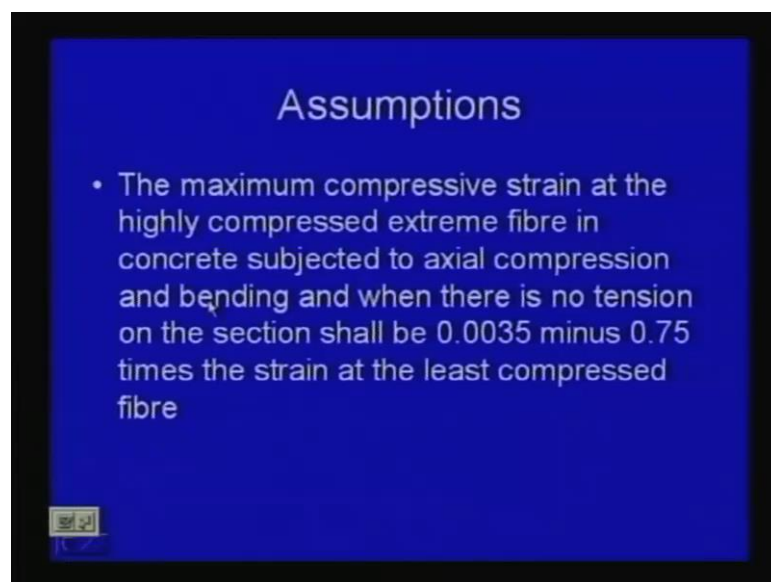 Assumptions
• The maximum compressive strain at the
highly compressed extreme fibre in
concrete subjected to axial compression
and bending and when there is no tension
on the section shall be 0.0035 minus 0.75
times the strain at the least compressed
fibre